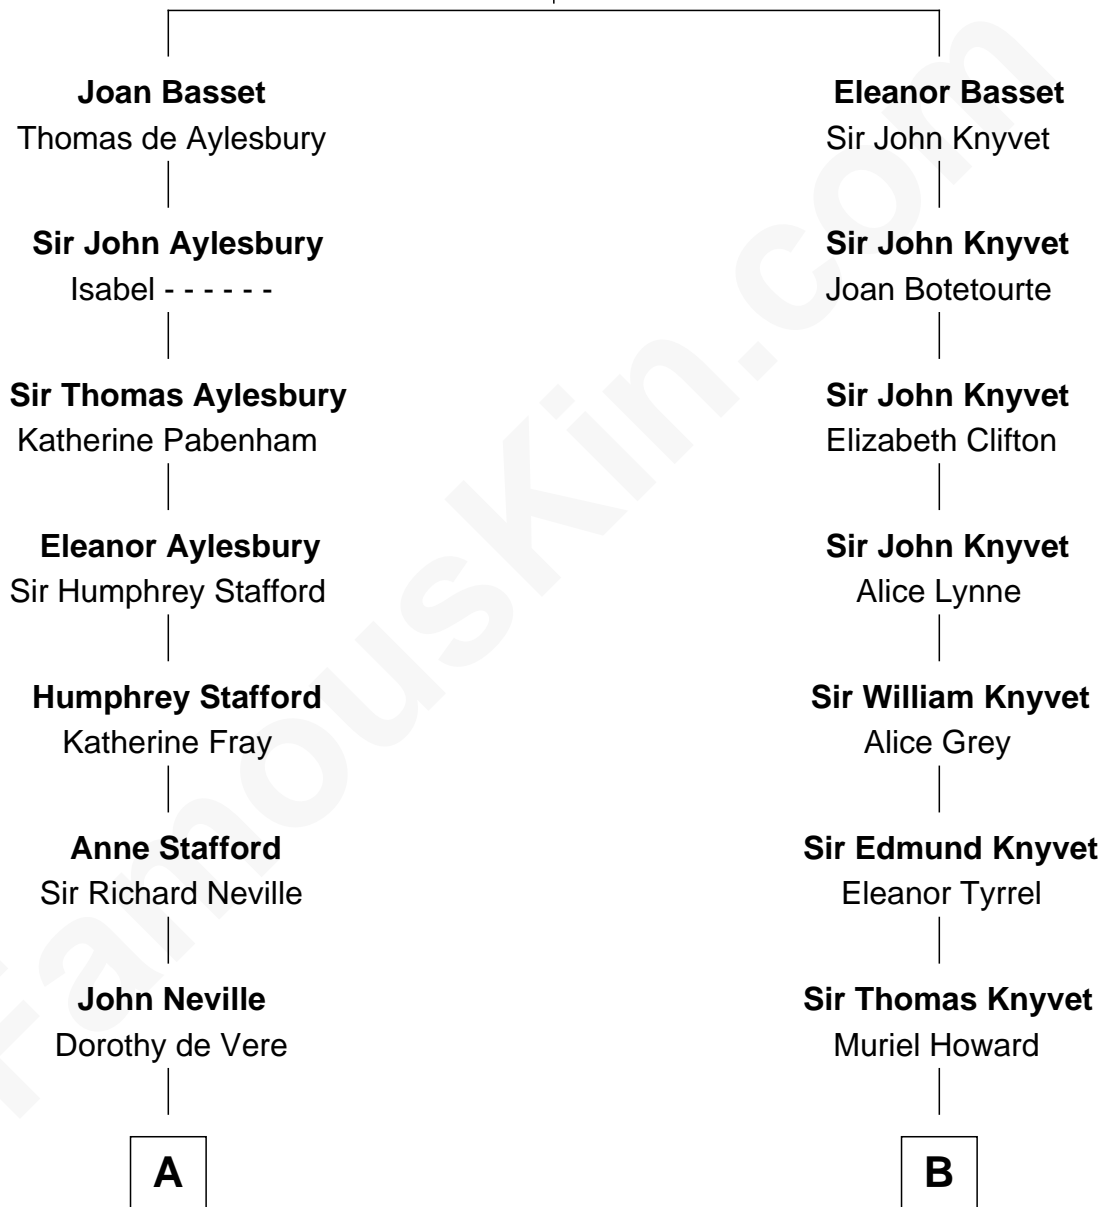 Joan Basset
Thomas de Aylesbury
Sir John Aylesbury
Isabel - - - - - -
Sir Thomas Aylesbury
Katherine Pabenham
Eleanor Aylesbury
Sir Humphrey Stafford
Humphrey Stafford
Katherine Fray
Anne Stafford
Sir Richard Neville
John Neville
Dorothy de Vere
A
Eleanor Basset
Sir John Knyvet
Sir John Knyvet
Joan Botetourte
Sir John Knyvet
Elizabeth Clifton
Sir John Knyvet
Alice Lynne
Sir William Knyvet
Alice Grey
Sir Edmund Knyvet
Eleanor Tyrrel
Sir Thomas Knyvet
Muriel Howard
B
FamousKin.com